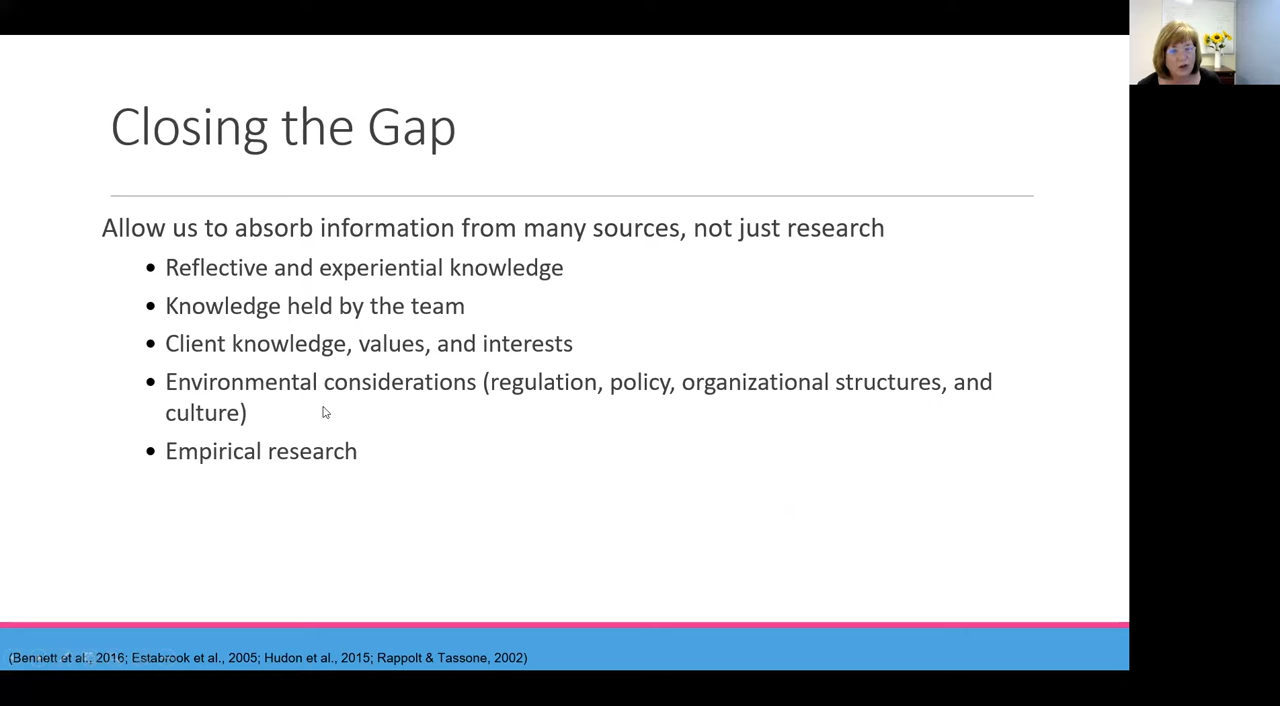 Closing the Gap
Allow us to absorb information from many sources, not just research
• Reflective and experiential knowledge
• Knowledge held by the team
• Client knowledge, values, and interests
• Environmental considerations (regulation, policy, organizational structures, and
culture)
• Empirical research
(Bennett et al., 2016; Estabrook et al., 2005; Hudon et al., 2015; Rappolt & Tassone, 2002)